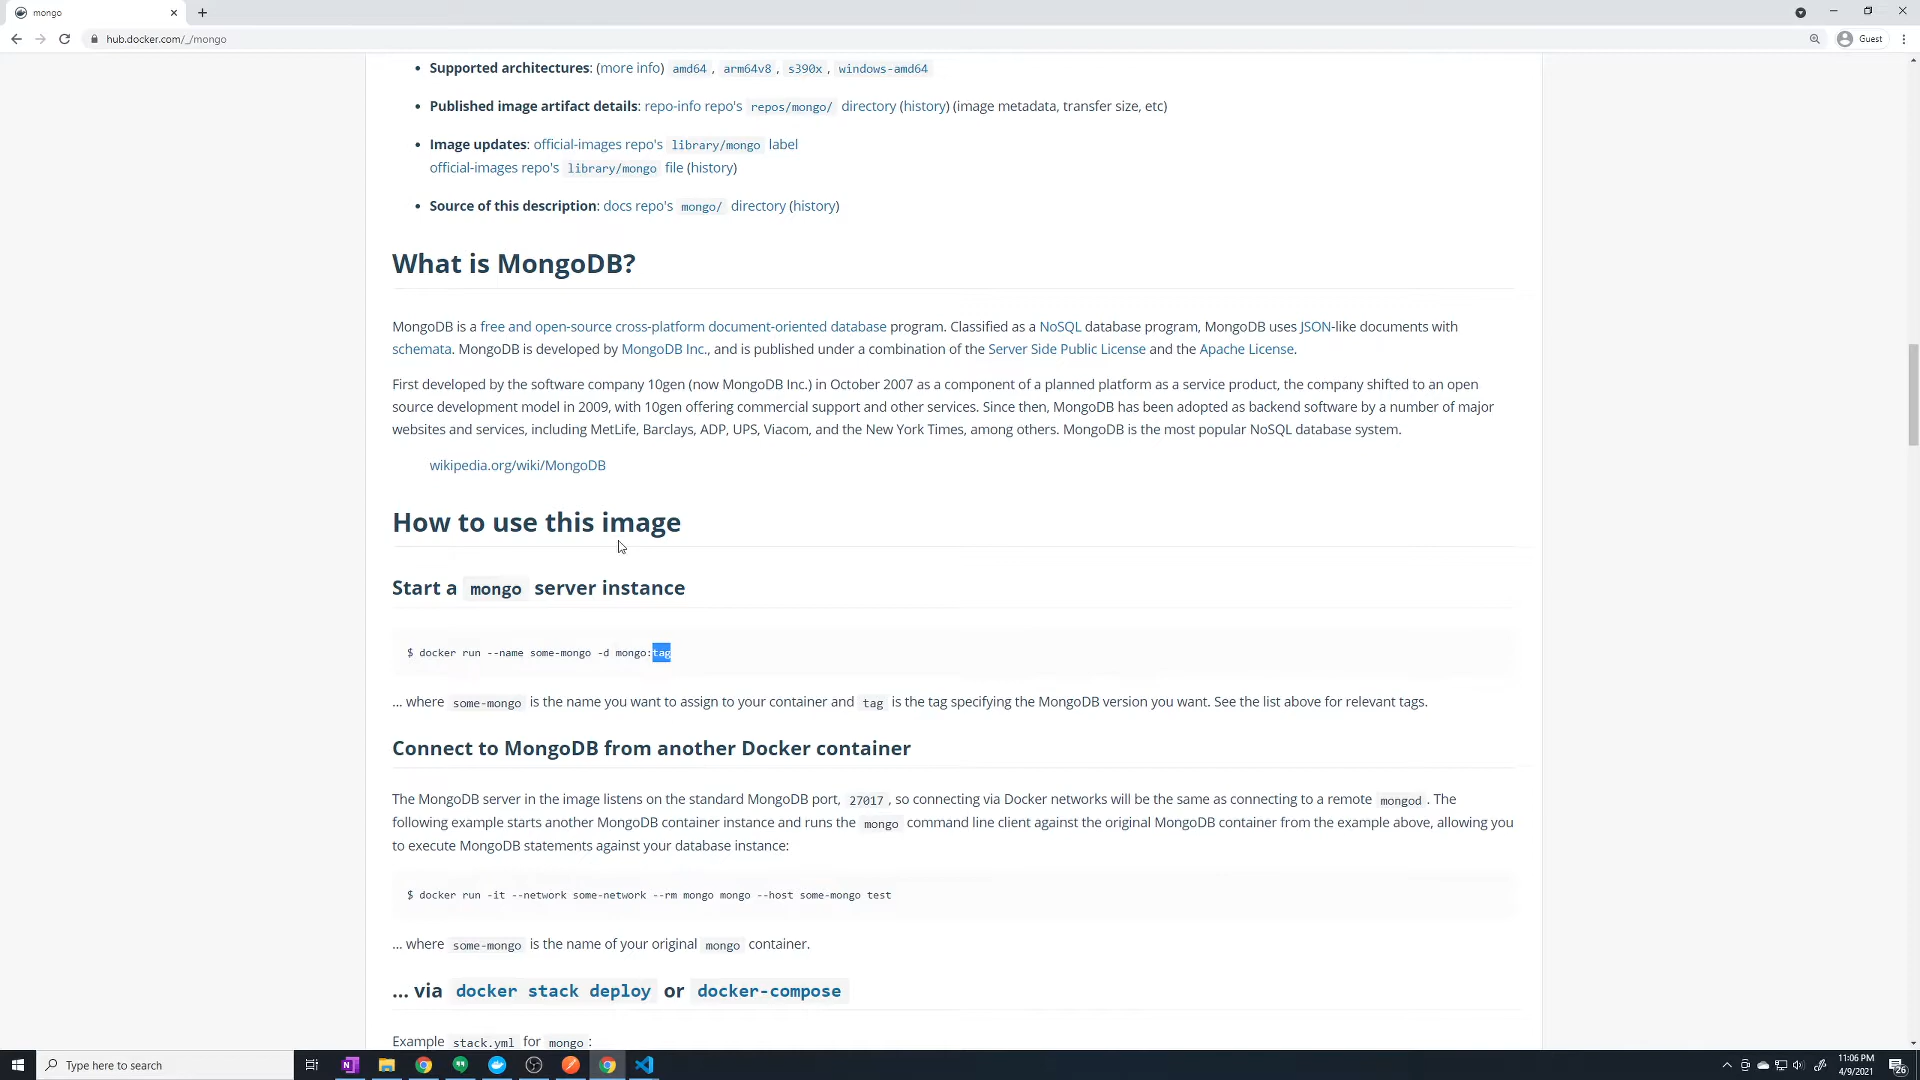 mongo
hub.docker.com/_/mongo
Guest
• Supported architectures: (more info) amd64 , arm64v8 , s390x , windows-amd64
• Published image artifact details: repo-info repo's repos/mongo/ directory (history) (image metadata, transfer size, etc)
• Image updates: official-images repo's library/mongo label
official-images repo's library/mongo file (history)
• Source of this description: docs repo's mongo/ directory (history)
What is MongoDB?
MongoDB is a free and open-source cross-platform document-oriented database program. Classified as a NoSQL database program, MongoDB uses JSON-like documents with
schemata. MongoDB is developed by MongoDB Inc., and is published under a combination of the Server Side Public License and the Apache License.
First developed by the software company 10gen (now MongoDB Inc.) in October 2007 as a component of a planned platform as a service product, the company shifted to an open
source development model in 2009, with 10gen offering commercial support and other services. Since then, MongoDB has been adopted as backend software by a number of major
websites and services, including MetLife, Barclays, ADP, UPS, Viacom, and the New York Times, among others. MongoDB is the most popular NoSQL database system.
wikipedia.org/wiki/MongoDB
How to use this image
Start a mongo server instance
$ docker run --name some-mongo -d mongo:tag
... where some-mongo is the name you want to assign to your container and tag is the tag specifying the MongoDB version you want. See the list above for relevant tags.
Connect to MongoDB from another Docker container
The MongoDB server in the image listens on the standard MongoDB port, 27017 , so connecting via Docker networks will be the same as connecting to a remote mongod . The
following example starts another MongoDB container instance and runs the mongo command line client against the original MongoDB container from the example above, allowing you
to execute MongoDB statements against your database instance:
$ docker run -it --network some-network --rm mongo mongo --host some-mongo test
... where some-mongo is the name of your original mongo container.
... via docker stack deploy or docker-compose
Example stack.yml for mongo :
Type here to search
N
11:06 PM
4/9/2021
26